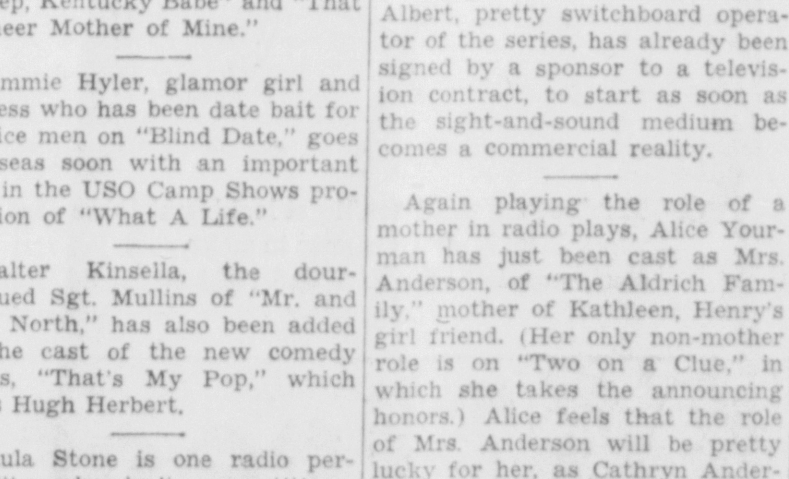 ep, Kentucky Babe" and "That
eer Mother of Mine."
mmie Hyler, glamor girl and
ess who has been date bait for
ice men on "Blind Date," goes
seas soon with an important
in the USO Camp Shows pro-
ion of "What A Life."
alter Kinsella, the dour-
ued Sgt. Mullins of "Mr. and
North," has also been added
he cast of the new comedy
s, "That's My Pop," which
Hugh Herbert.
ula Stone is one radio per-
Albert, pretty switchboard opera-
tor of the series, has already been
signed by a sponsor to a televis-
ion contract, to start as soon as
the sight-and-sound medium be-
comes a commercial reality.
Again playing the role of a
mother in radio plays, Alice Your-
man has just been cast as Mrs.
Anderson, of "The Aldrich Fam-
ily," mother of Kathleen, Henry's
girl friend. (Her only non-mother
role is on "Two on a Clue," in
which she takes the announcing
honors.) Alice feels that the role
of Mrs. Anderson will be pretty
lucky for her, as Cathryn Ander-